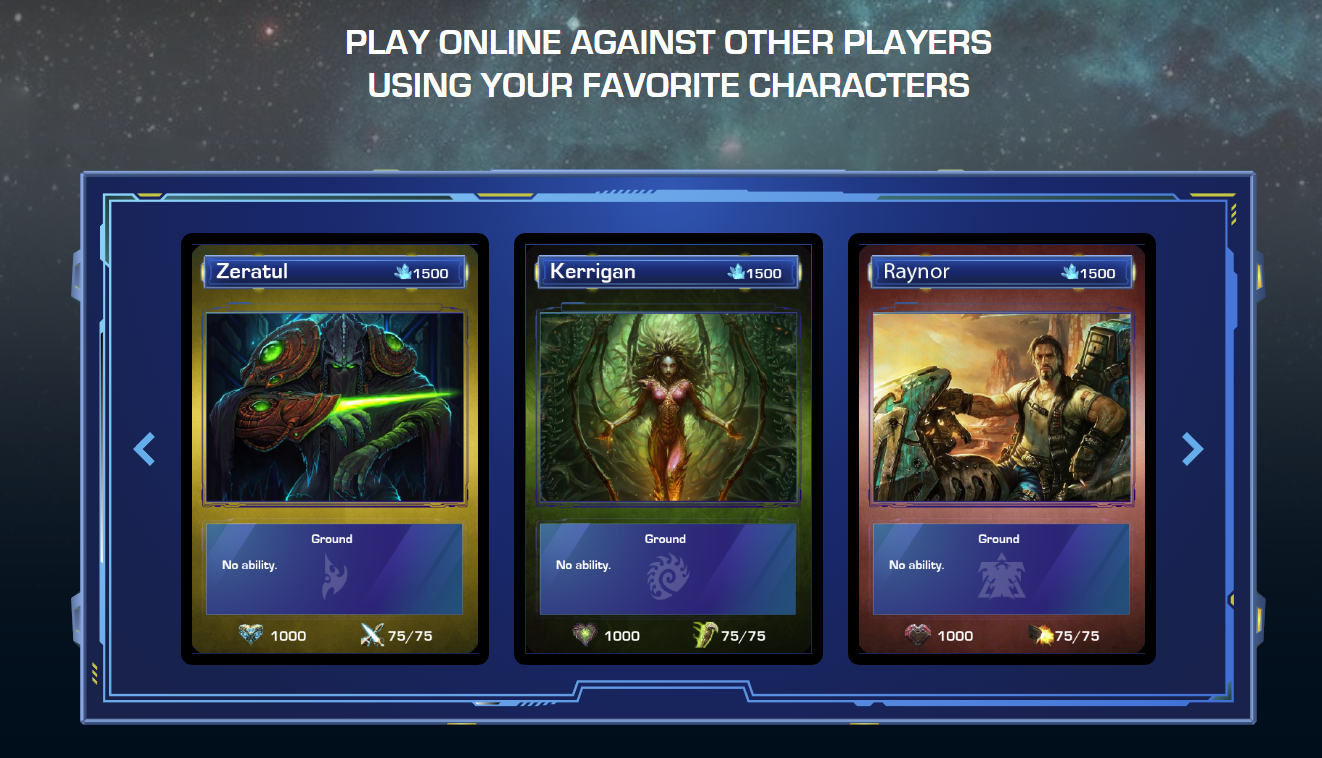 PLAY ONLINE AGAINST OTHER PLAYERS
USING YOUR FAVORITE CHARACTERS
Zeratul 1500
Ground
No ability.
1000 75/75
Kerrigan 1500
Ground
No ability.
1000 75/75
Raynor 1500
Ground
No ability.
1000 75/75